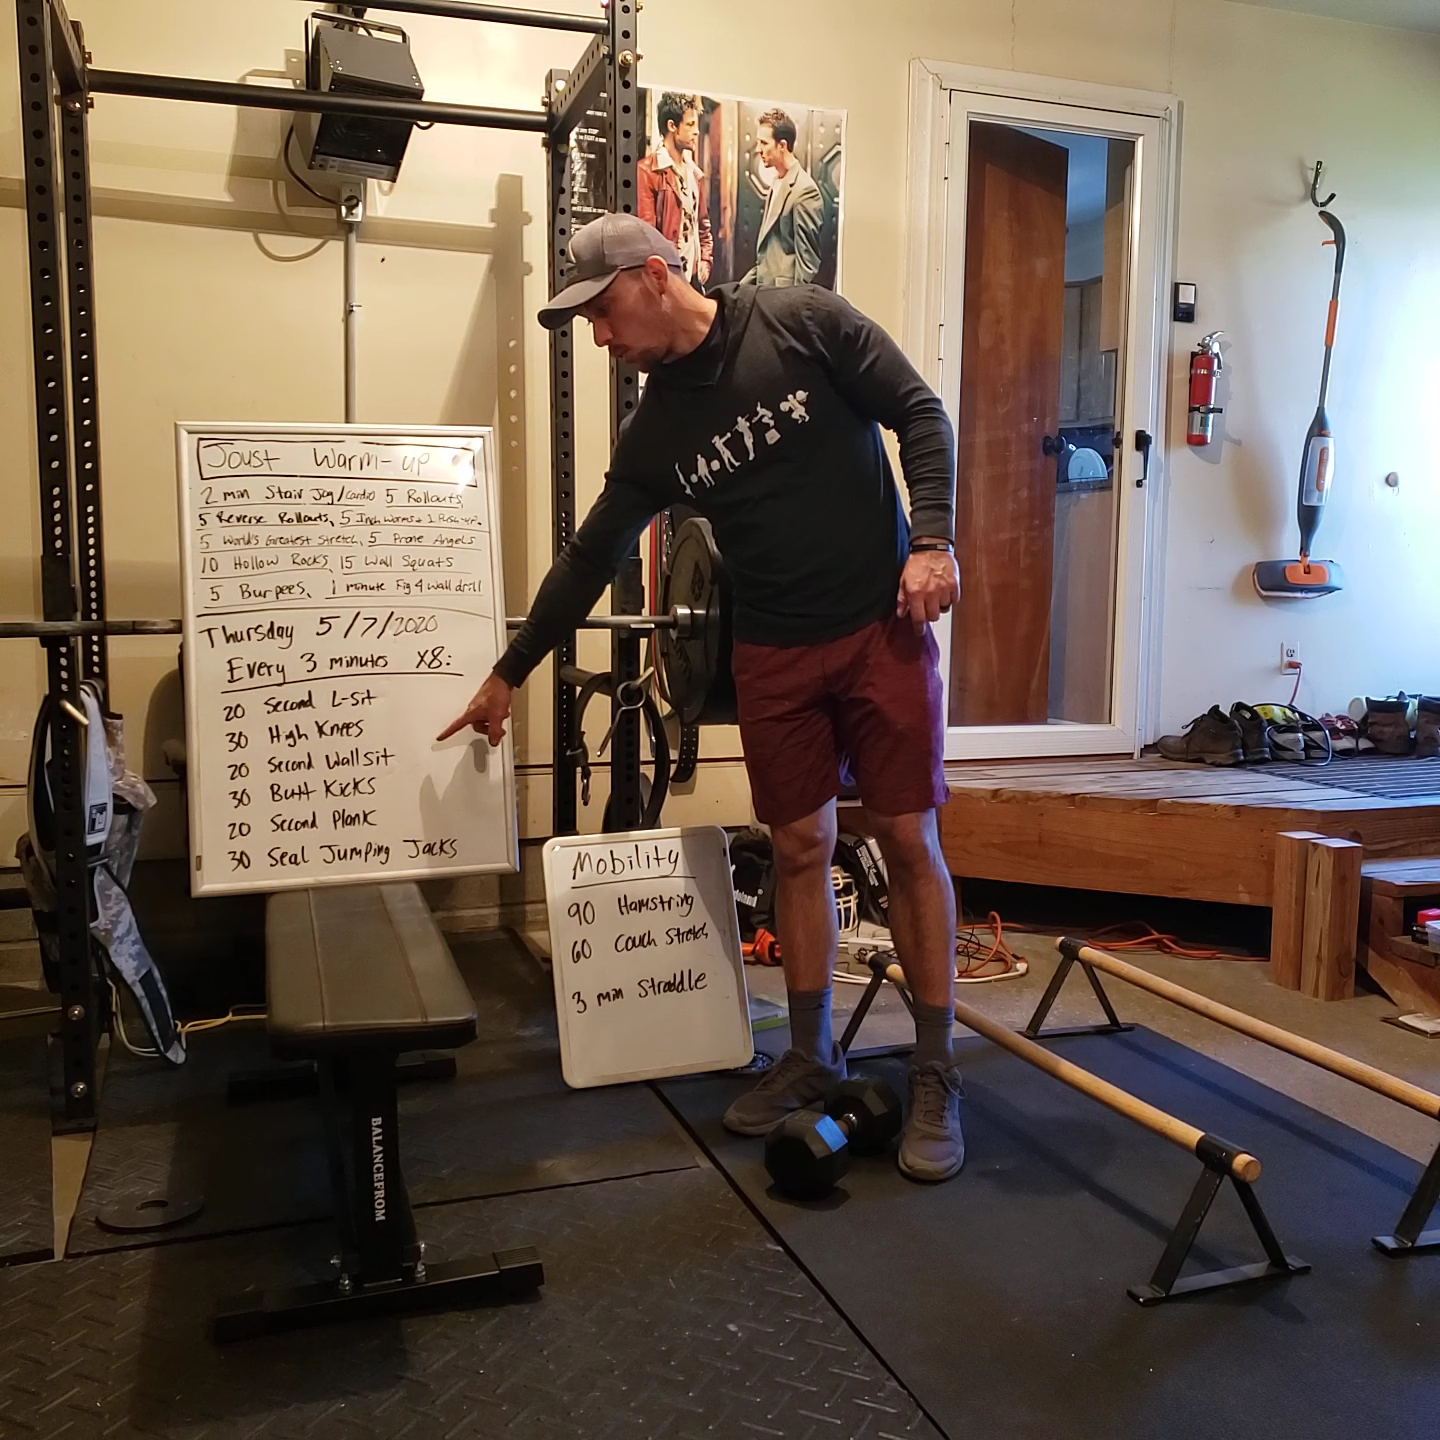 Joust Warm-up
2 min Stair Jog/Cardio 5 Rollouts,
5 Reverse Rollouts, 5 Inch Worms + 1 Push-up.
5 World's Greatest Stretch, 5 Prone Angels
10 Hollow Rocks, 15 Wall Squats
5 Burpees, 1 minute Fig 4 wall drill
Thursday 5/7/2020
Every 3 minutes X8:
20 Second L-Sit
30 High Knees
20 Second Wall Sit
30 Butt Kicks
20 Second Plank
30 Seal Jumping Jacks
Mobility
90 Hamstring
60 Couch Stretch
3 min Straddle
BALANCEFROM